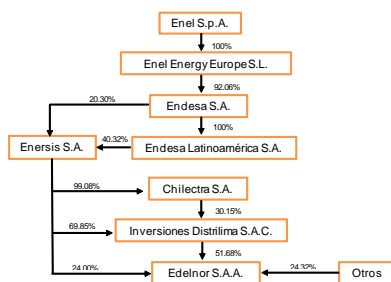 Enel S.p.A.
100%
Enel Energy Europe S.L.
92.06%
20.30%
Endesa S.A.
100%
Enersis S.A.
40.32%
Endesa Latinoamérica S.A.
99.08%
Chilectra S.A.
30.15%
69.85%
Inversiones Distrilima S.A.C.
51.68%
24.00%
Edelnor S.A.A.
24.32%
Otros